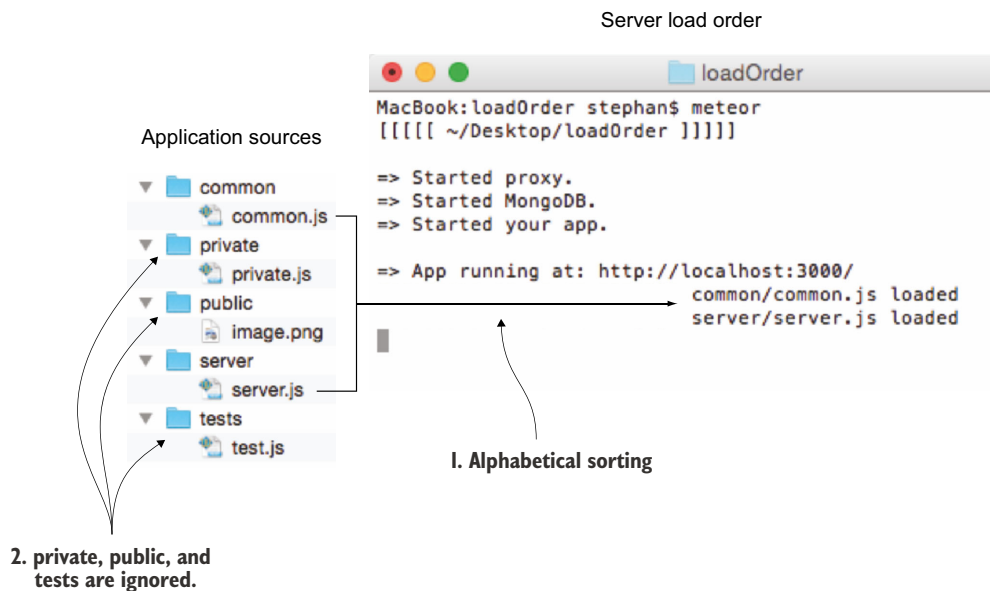 Server load order
loadOrder
MacBook:loadOrder stephan$ meteor
[[[[[ ~/Desktop/loadOrder ]]]]]
=> Started proxy.
=> Started MongoDB.
=> Started your app.
=> App running at: http://localhost:3000/
common/common.js loaded
server/server.js loaded
Application sources
common
common.js
private
private.js
public
image.png
server
server.js
tests
test.js
1. Alphabetical sorting
2. private, public, and
tests are ignored.